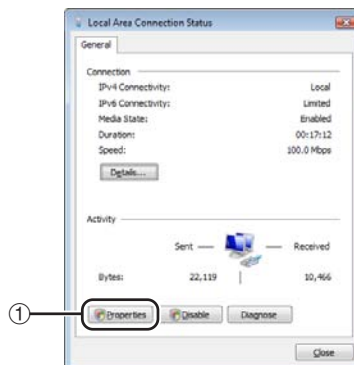 Local Area Connection Status
General
Connection
IPv4 Connectivity: Local
IPv6 Connectivity: Limited
Media State: Enabled
Duration: 00:17:12
Speed: 100.0 Mbps
Details...
Activity
Sent — — Received
Bytes: 22,119 | 10,466
① Properties Disable Diagnose
Close